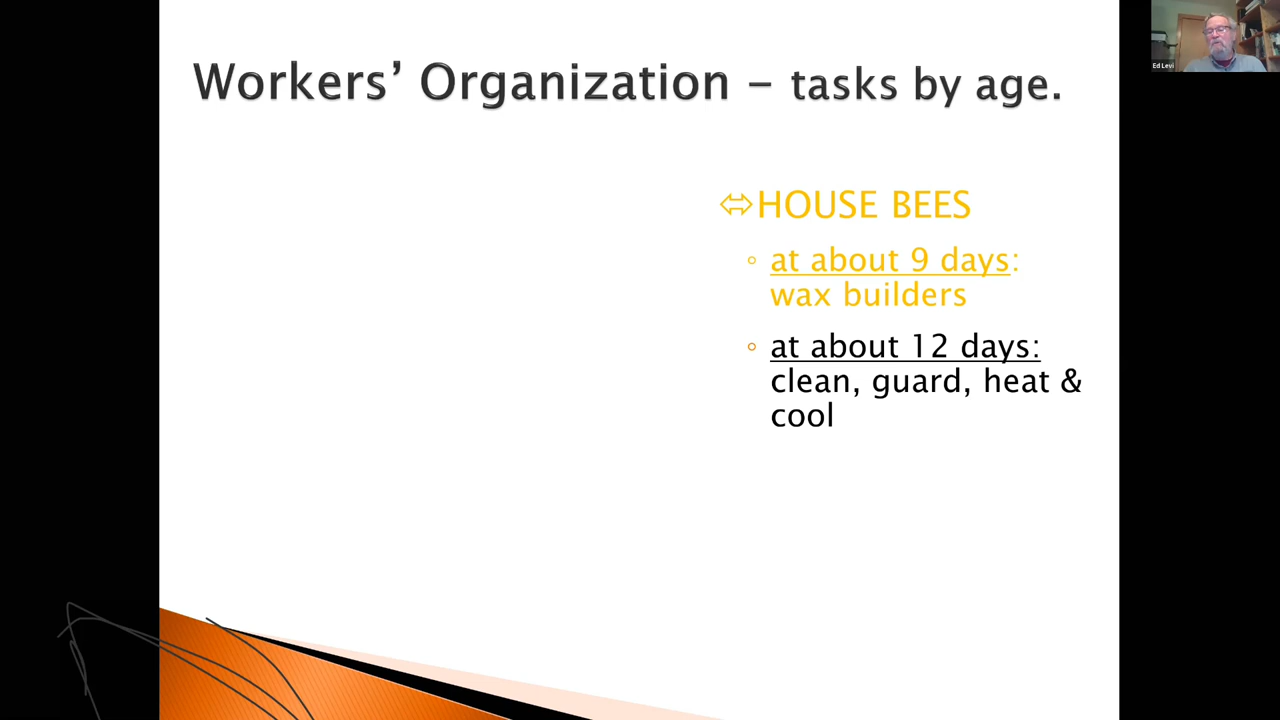 Workers’ Organization – tasks by age.
⬄HOUSE BEES
◦ at about 9 days:
wax builders
◦ at about 12 days:
clean, guard, heat &
cool
Ed Levi